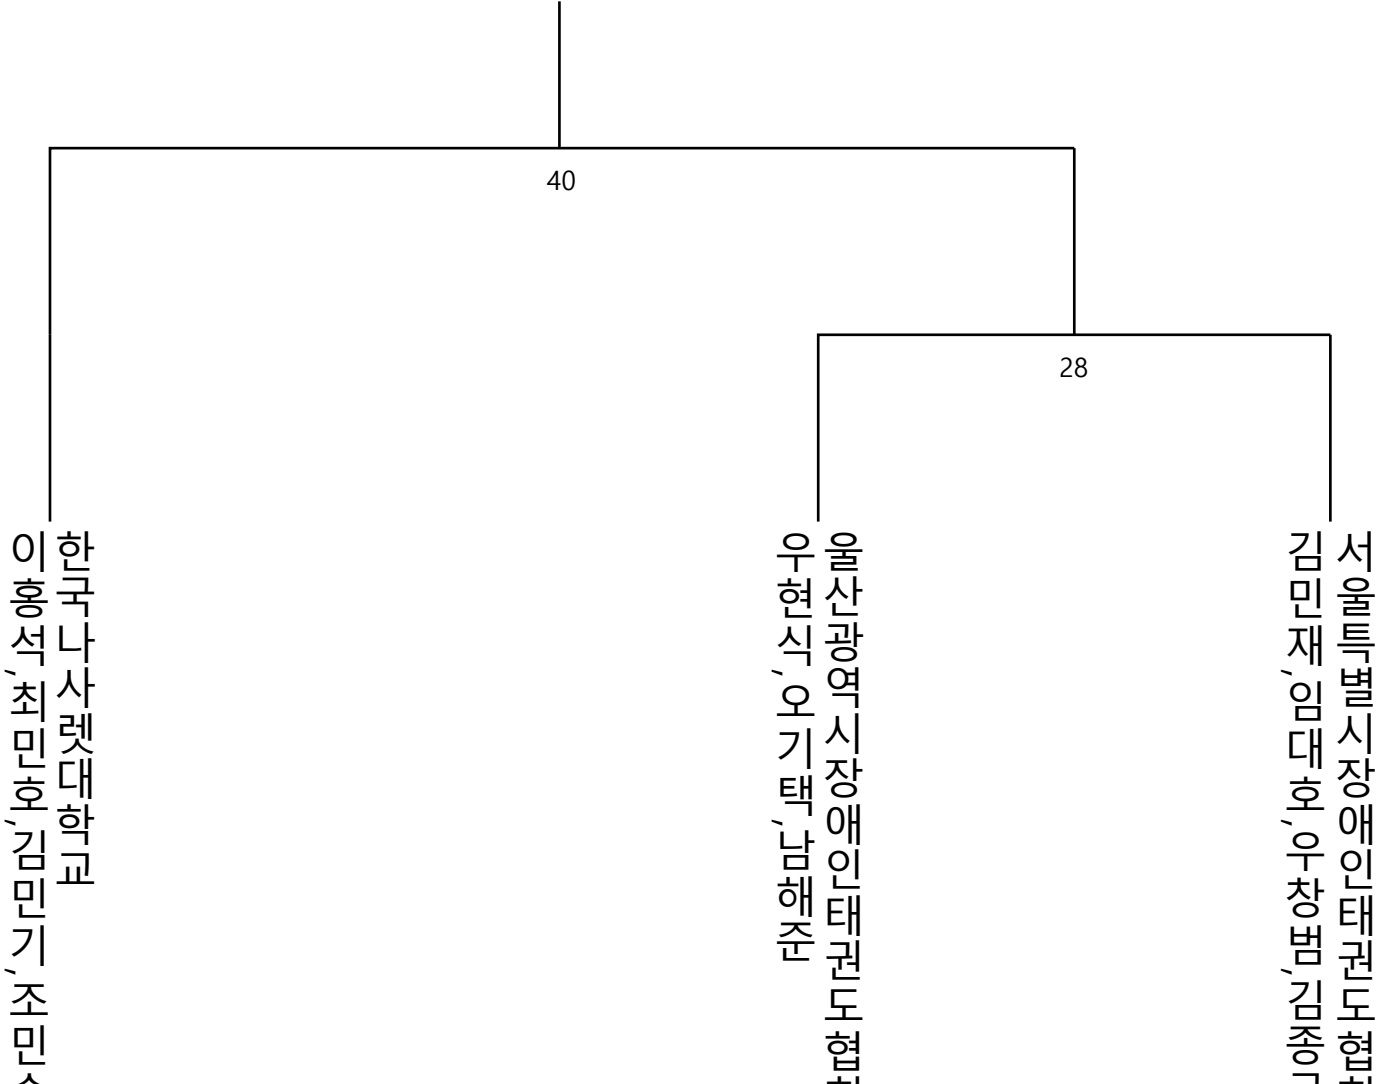 40
28
한국나사렛대학교
이홍석,최민호,김민기,조민
울산광역시장애인태권도협
우현식,오기택,남해준
서울특별시장애인태권도협
김민재,임대호,우창범,김종